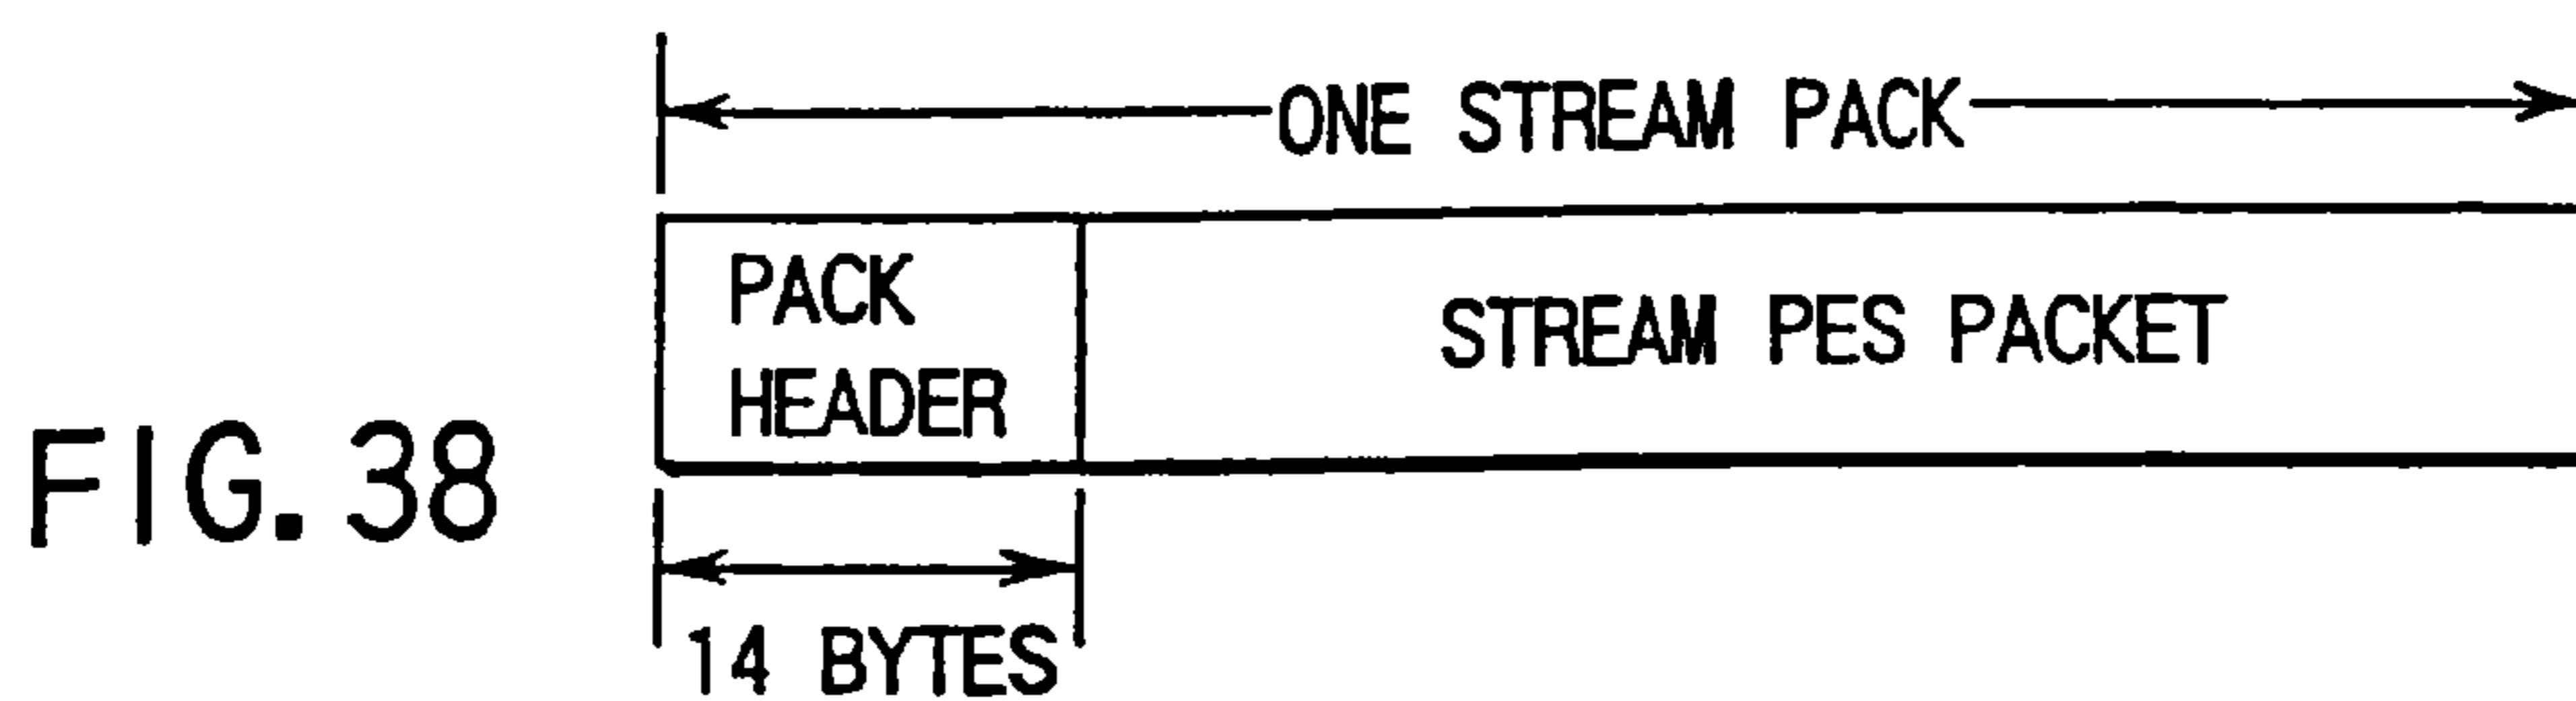 ONE STREAM PACK
PACK
HEADER
STREAM PES PACKET
FIG. 38
14 BYTES